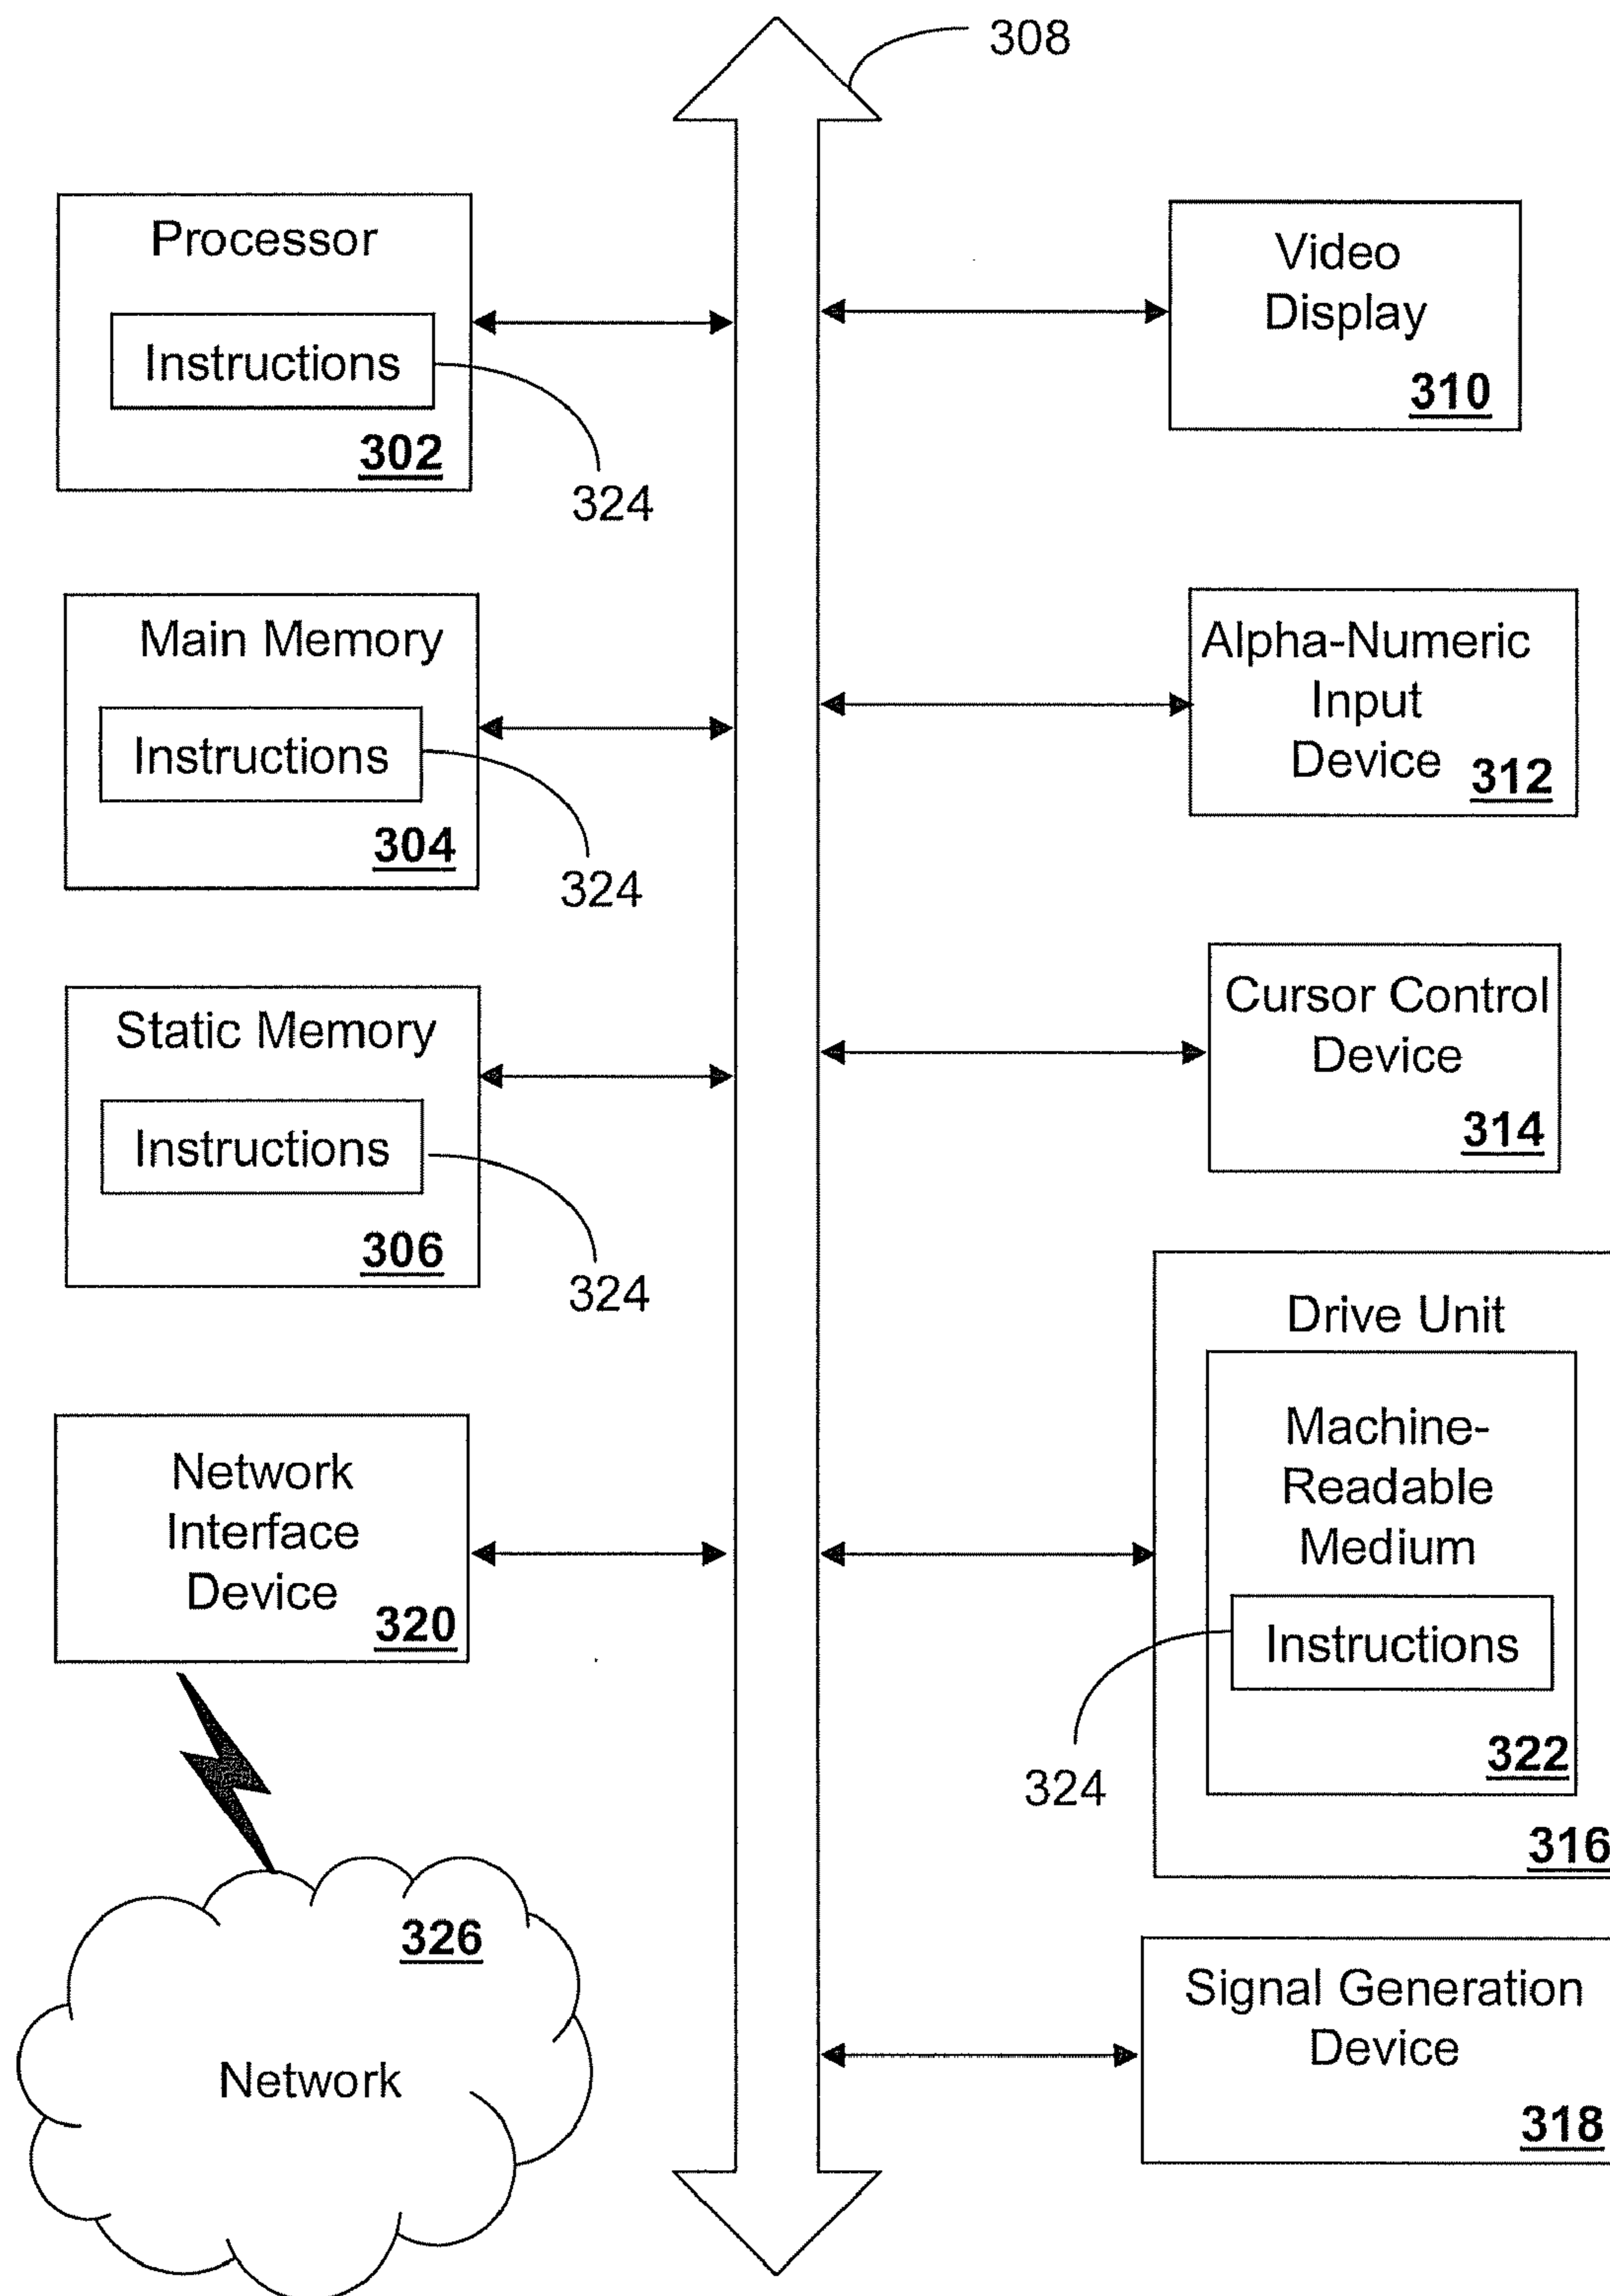 308
Processor
Instructions
302
324
Main Memory
Instructions
304
324
Static Memory
Instructions
306
324
Network
Interface
Device
320
326
Network
Video
Display
310
Alpha-Numeric
Input
Device
312
Cursor Control
Device
314
Drive Unit
Machine-
Readable
Medium
Instructions
324
322
316
Signal Generation
Device
318